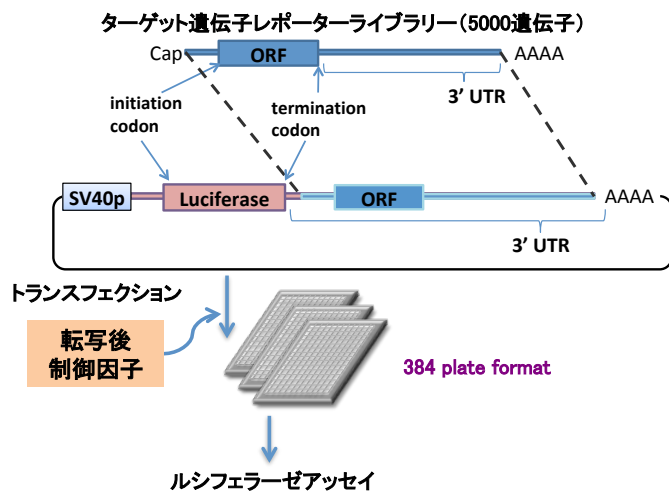 ターゲット遺伝子レポーターライブラリー（5000遺伝子）
Cap
ORF
AAAA
3’ UTR
initiation
codon
termination
codon
SV40p
Luciferase
ORF
AAAA
3’ UTR
トランスフェクション
転写後
制御因子
384 plate format
ルシフェラーゼアッセイ